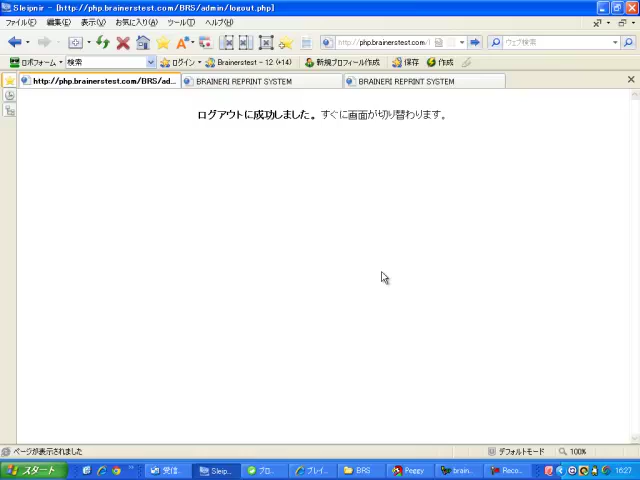 Sleipnir - [http://php.brainerstest.com/BRS/admin/logout.php]
ファイル(F) 編集(E) 表示(V) お気に入り(A) ツール(T) ヘルプ(H)
http://php.brainerstest.com/ ウェブ検索
ロボフォーム 検索 ログイン Brainerstest - 12 (+14) 新規プロフィール作成 保存 作成
http://php.brainerstest.com/BRS/ad... BRAINERI REPRINT SYSTEM BRAINERI REPRINT SYSTEM
ログアウトに成功しました。すぐに画面が切り替わります。
ページが表示されました デフォルトモード 100%
スタート 受信. Sleip.. ブロ.. ブレイ.. BRS Peggy brain.. Reco... 16:27